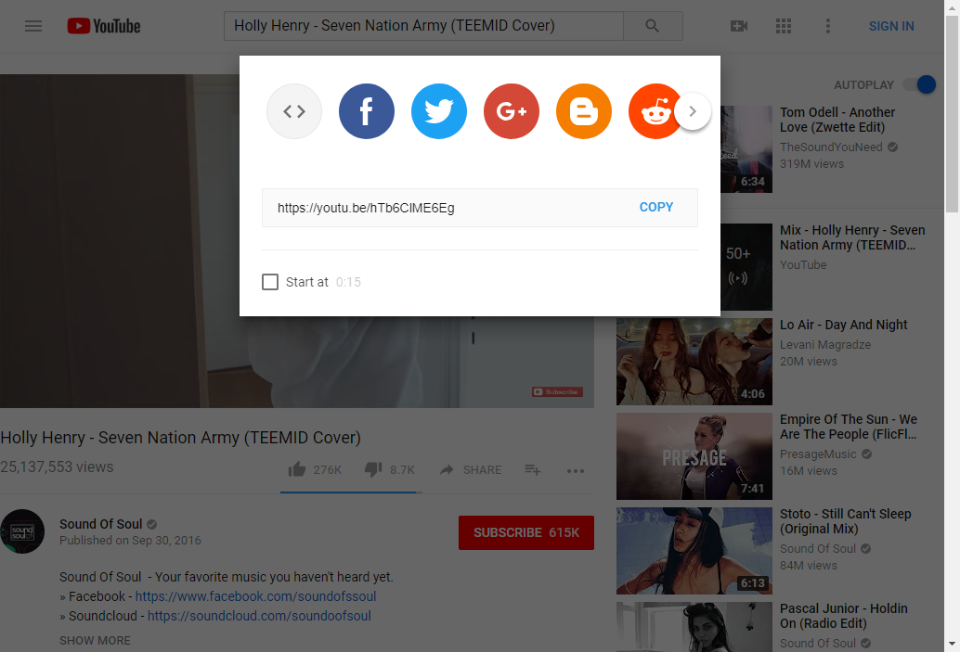 YouTube
Holly Henry - Seven Nation Army (TEEMID Cover)
SIGN IN
G+
https://youtu.be/hTb6ClME6Eg
COPY
Start at 0:15
Subscribe
Holly Henry - Seven Nation Army (TEEMID Cover)
25,137,553 views
276K
8.7K
SHARE
Sound Of Soul
Published on Sep 30, 2016
SUBSCRIBE 615K
Sound Of Soul - Your favorite music you haven't heard yet.
» Facebook - https://www.facebook.com/soundofssoul
» Soundcloud - https://soundcloud.com/soundoofsoul
SHOW MORE
AUTOPLAY
6:34
Tom Odell - Another
Love (Zwette Edit)
TheSoundYouNeed
319M views
50+
Mix - Holly Henry - Seven
Nation Army (TEEMID...
YouTube
4:06
Lo Air - Day And Night
Levani Magradze
20M views
PRESAGE
7:41
Empire Of The Sun - We
Are The People (FlicFl...
PresageMusic
16M views
6:13
Stoto - Still Can't Sleep
(Original Mix)
Sound Of Soul
84M views
Pascal Junior - Holdin
On (Radio Edit)
Sound Of Soul